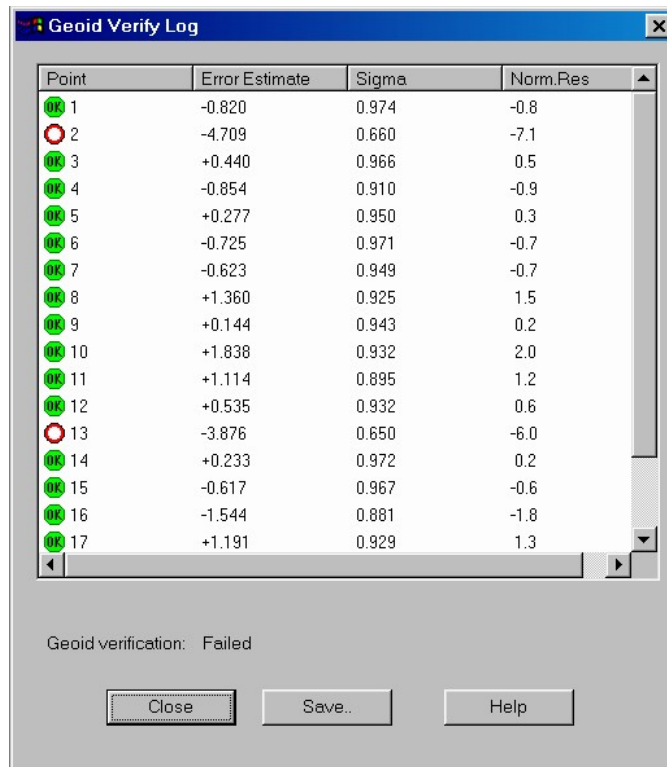 Geoid Verify Log
Point Error Estimate Sigma Norm.Res
OK 1 -0.820 0.974 -0.8
2 -4.709 0.660 -7.1
OK 3 +0.440 0.966 0.5
OK 4 -0.854 0.910 -0.9
OK 5 +0.277 0.950 0.3
OK 6 -0.725 0.971 -0.7
OK 7 -0.623 0.949 -0.7
OK 8 +1.360 0.925 1.5
OK 9 +0.144 0.943 0.2
OK 10 +1.838 0.932 2.0
OK 11 +1.114 0.895 1.2
OK 12 +0.535 0.932 0.6
13 -3.876 0.650 -6.0
OK 14 +0.233 0.972 0.2
OK 15 -0.617 0.967 -0.6
OK 16 -1.544 0.881 -1.8
OK 17 +1.191 0.929 1.3
Geoid verification: Failed
Close Save.. Help